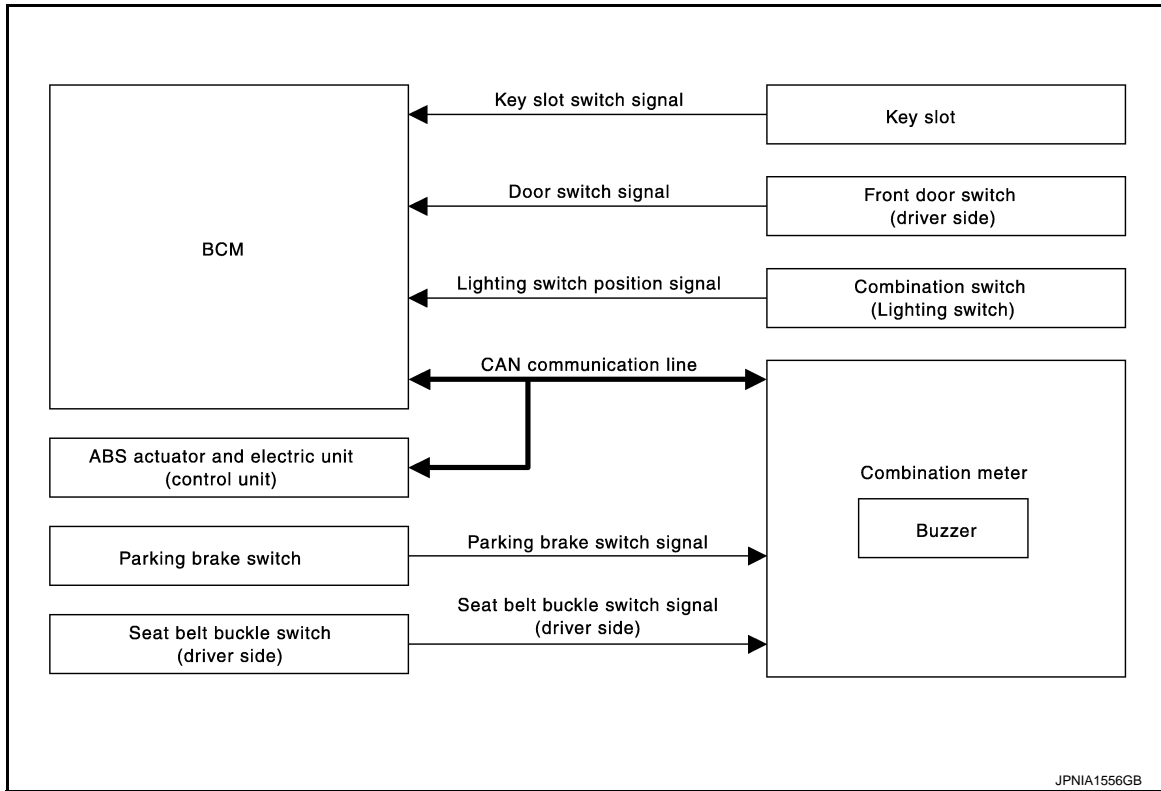 Key slot switch signal
Key slot
Door switch signal
Front door switch
(driver side)
BCM
Lighting switch position signal
Combination switch
(Lighting switch)
CAN communication line
ABS actuator and electric unit
(control unit)
Combination meter
Buzzer
Parking brake switch
Parking brake switch signal
Seat belt buckle switch signal
(driver side)
Seat belt buckle switch
(driver side)
JPNIA1556GB